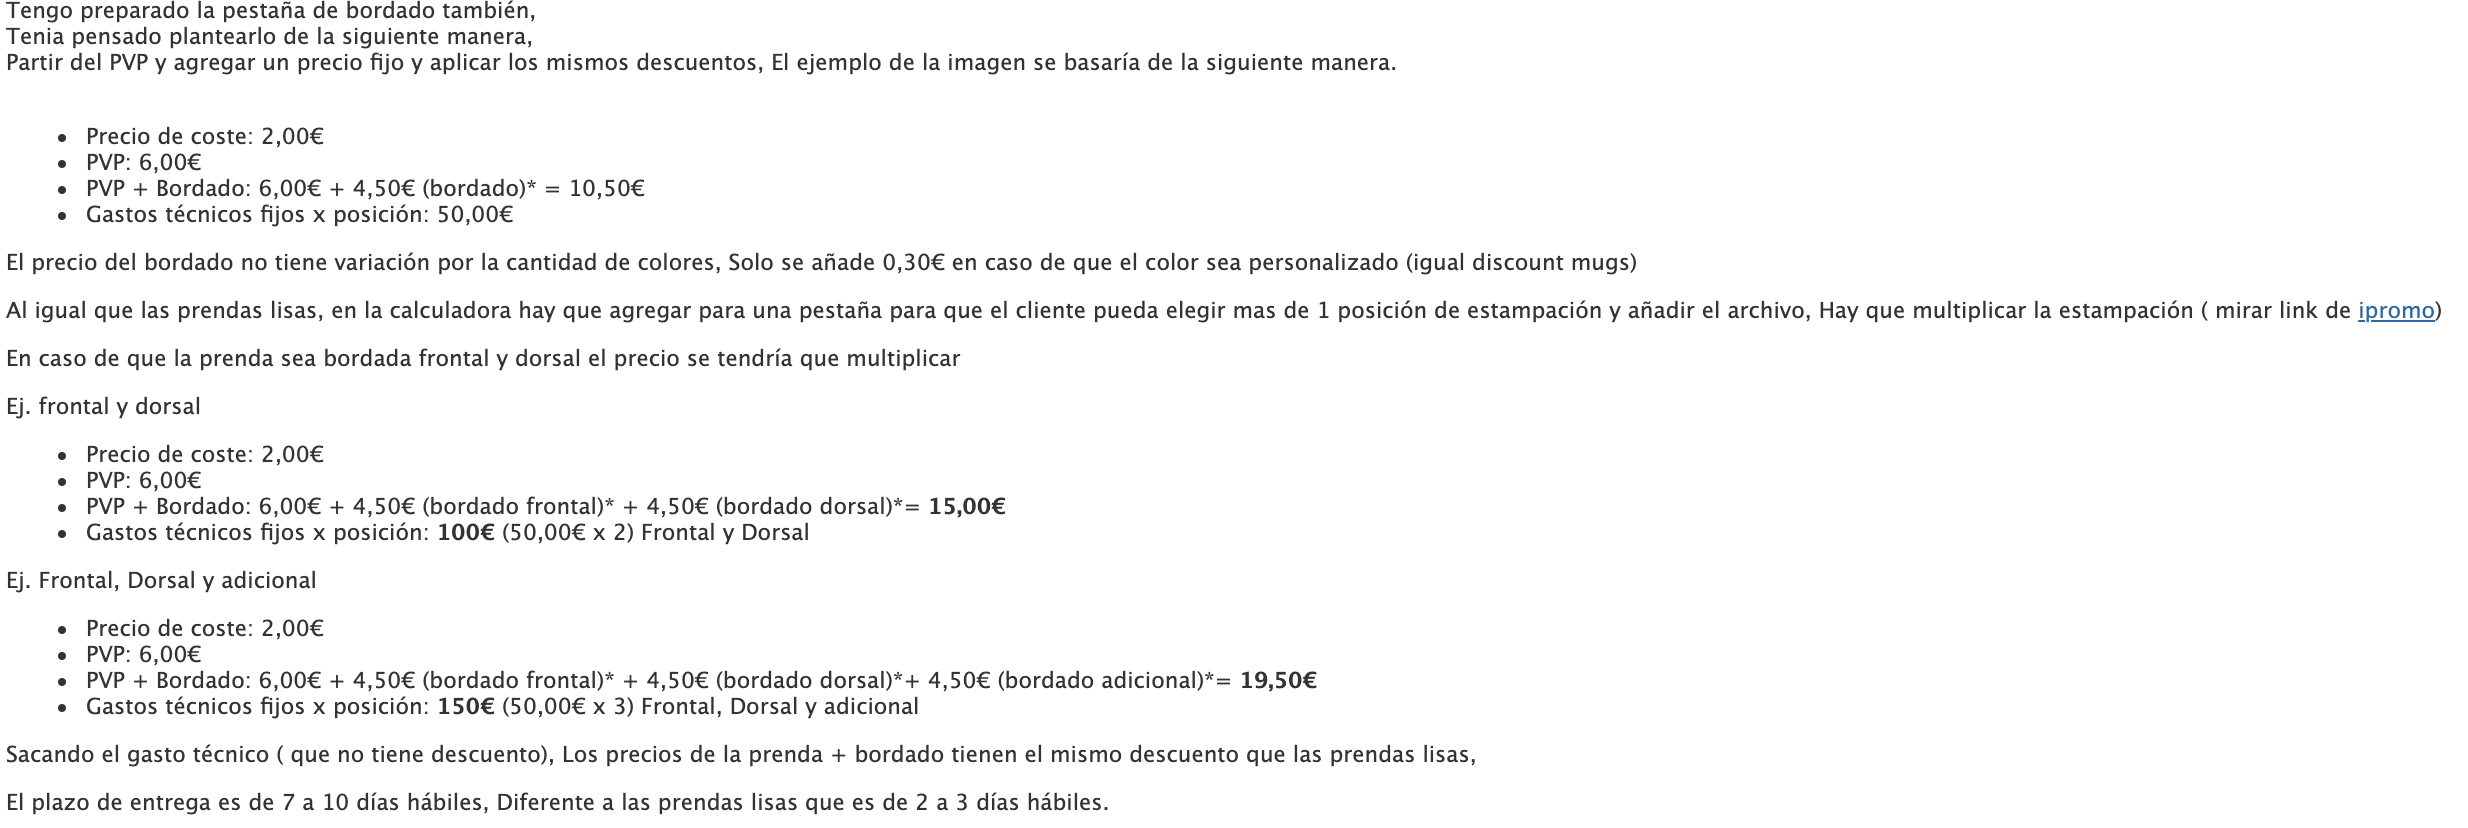 Tengo preparado la pestaña de bordado también,
Tenia pensado plantearlo de la siguiente manera,
Partir del PVP y agregar un precio fijo y aplicar los mismos descuentos, El ejemplo de la imagen se basaría de la siguiente manera.
• Precio de coste: 2,00€
• PVP: 6,00€
• PVP + Bordado: 6,00€ + 4,50€ (bordado)* = 10,50€
• Gastos técnicos fijos x posición: 50,00€
El precio del bordado no tiene variación por la cantidad de colores, Solo se añade 0,30€ en caso de que el color sea personalizado (igual discount mugs)
Al igual que las prendas lisas, en la calculadora hay que agregar para una pestaña para que el cliente pueda elegir mas de 1 posición de estampación y añadir el archivo, Hay que multiplicar la estampación ( mirar link de ipromo)
En caso de que la prenda sea bordada frontal y dorsal el precio se tendría que multiplicar
Ej. frontal y dorsal
• Precio de coste: 2,00€
• PVP: 6,00€
• PVP + Bordado: 6,00€ + 4,50€ (bordado frontal)* + 4,50€ (bordado dorsal)*= 15,00€
• Gastos técnicos fijos x posición: 100€ (50,00€ x 2) Frontal y Dorsal
Ej. Frontal, Dorsal y adicional
• Precio de coste: 2,00€
• PVP: 6,00€
• PVP + Bordado: 6,00€ + 4,50€ (bordado frontal)* + 4,50€ (bordado dorsal)*+ 4,50€ (bordado adicional)*= 19,50€
• Gastos técnicos fijos x posición: 150€ (50,00€ x 3) Frontal, Dorsal y adicional
Sacando el gasto técnico ( que no tiene descuento), Los precios de la prenda + bordado tienen el mismo descuento que las prendas lisas,
El plazo de entrega es de 7 a 10 días hábiles, Diferente a las prendas lisas que es de 2 a 3 días hábiles.